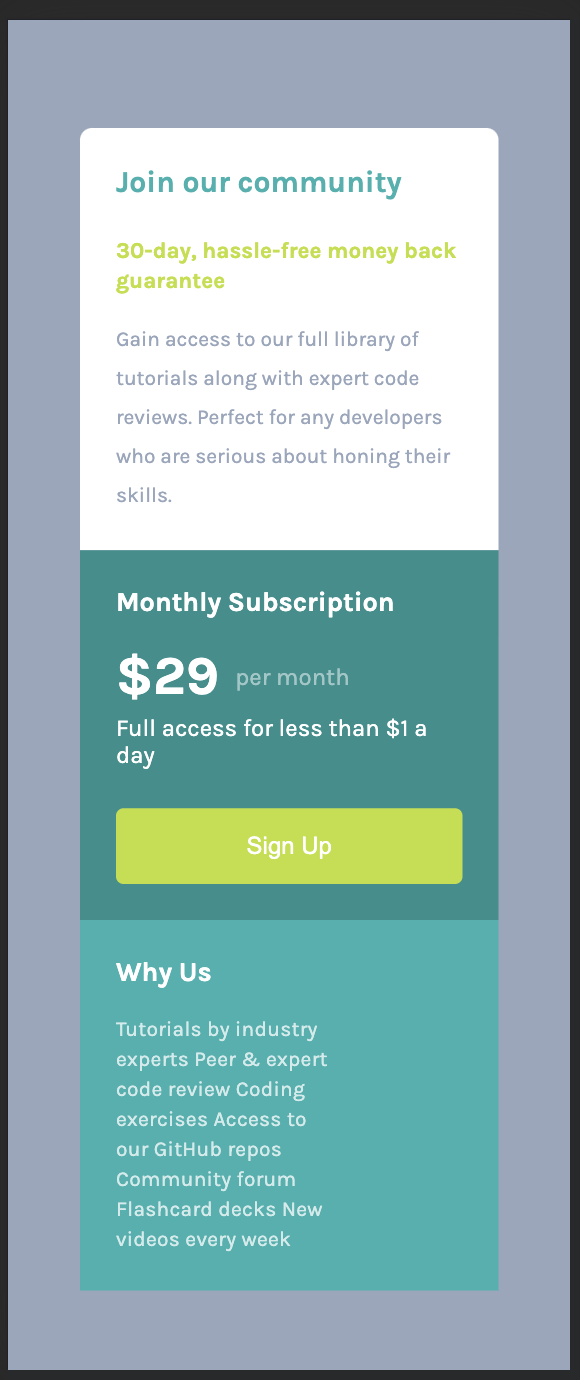 Join our community
30-day, hassle-free money back
guarantee
Gain access to our full library of
tutorials along with expert code
reviews. Perfect for any developers
who are serious about honing their
skills.
Monthly Subscription
$29 per month
Full access for less than $1 a
day
Sign Up
Why Us
Tutorials by industry
experts Peer & expert
code review Coding
exercises Access to
our GitHub repos
Community forum
Flashcard decks New
videos every week